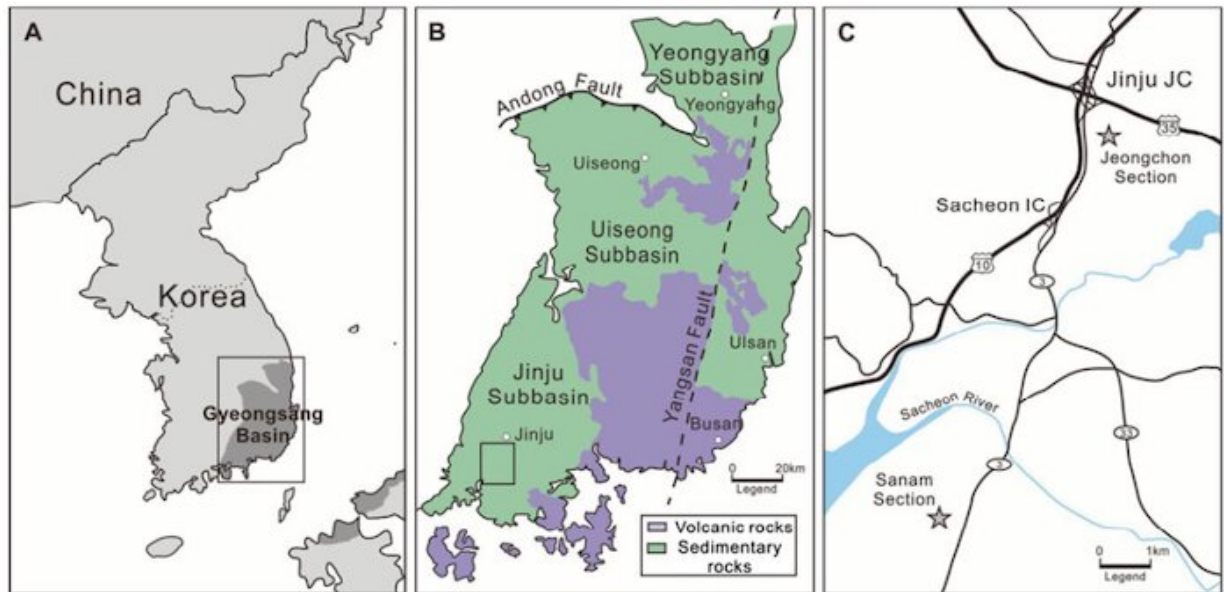 A
China
Korea
Gyeongsang
Basin
B
Yeongyang
Subbasin
Yeongyang
Andong Fault
Uiseong
Uiseong
Subbasin
Yangsan Fault
Ulsan
Jinju
Subbasin
Busan
Jinju
0 20km
Legend
Volcanic rocks
Sedimentary
rocks
C
Jinju JC
35
Jeongchon
Section
Sacheon IC
10
3
Sacheon River
33
3
Sanam
Section
0 1km
Legend